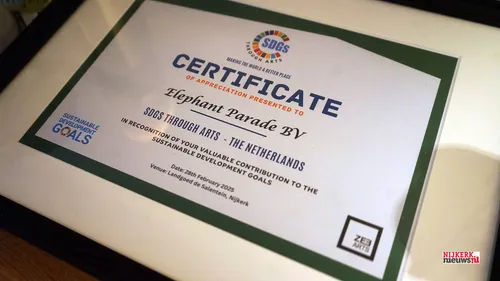 SDGs
THROUGH ARTS
MAKING THE WORLD A BETTER PLACE
CERTIFICATE
OF APPRECIATION PRESENTED TO
Elephant Parade BV
SDGS THROUGH ARTS - THE NETHERLANDS
IN RECOGNITION OF YOUR VALUABLE CONTRIBUTION TO THE
SUSTAINABLE DEVELOPMENT GOALS
Date: 28th February 2025
Venue: Landgoed de Salentein, Nijkerk
SUSTAINABLE
DEVELOPMENT
GOALS
ARTS
NIJKERK
nieuws.nl